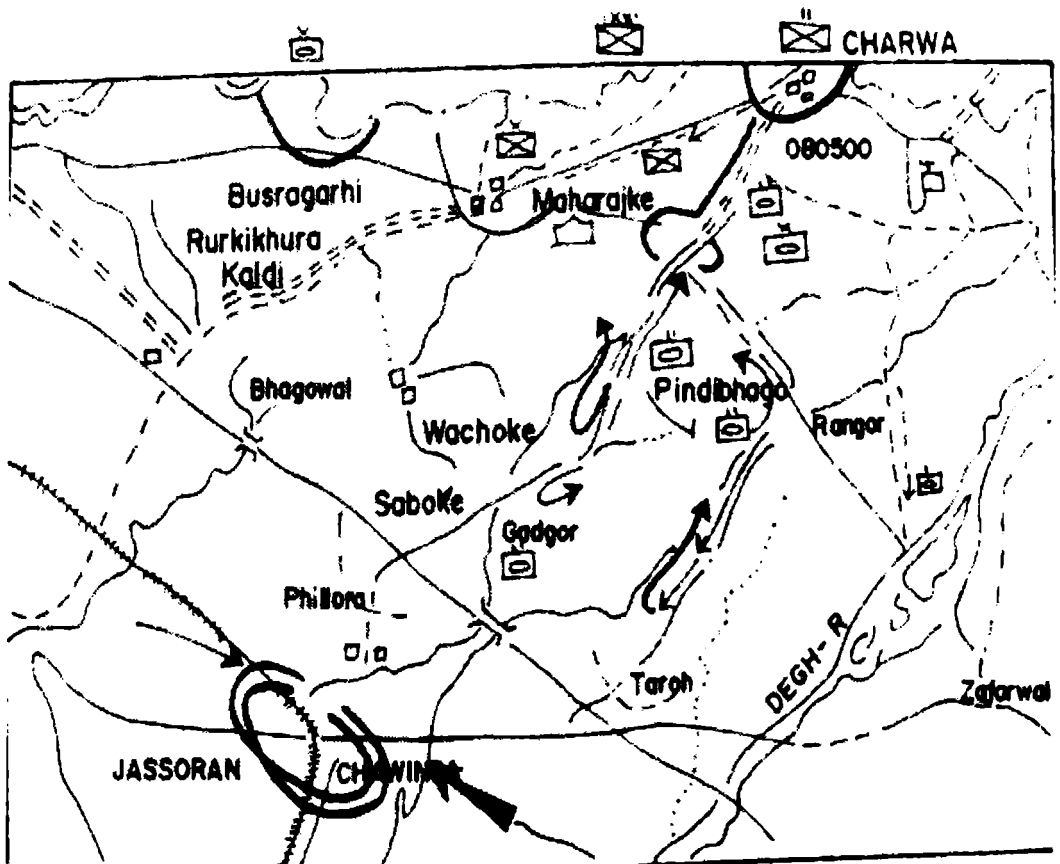 CHARWA
080500
Busragarhi
Maharajke
Rurkikhura
Kaldi
Bhagowal
Pindibhago
Wachoke
Rangor
Saboke
Gadgor
Phillora
DEGH-R
Taroh
Zafarwal
JASSORAN